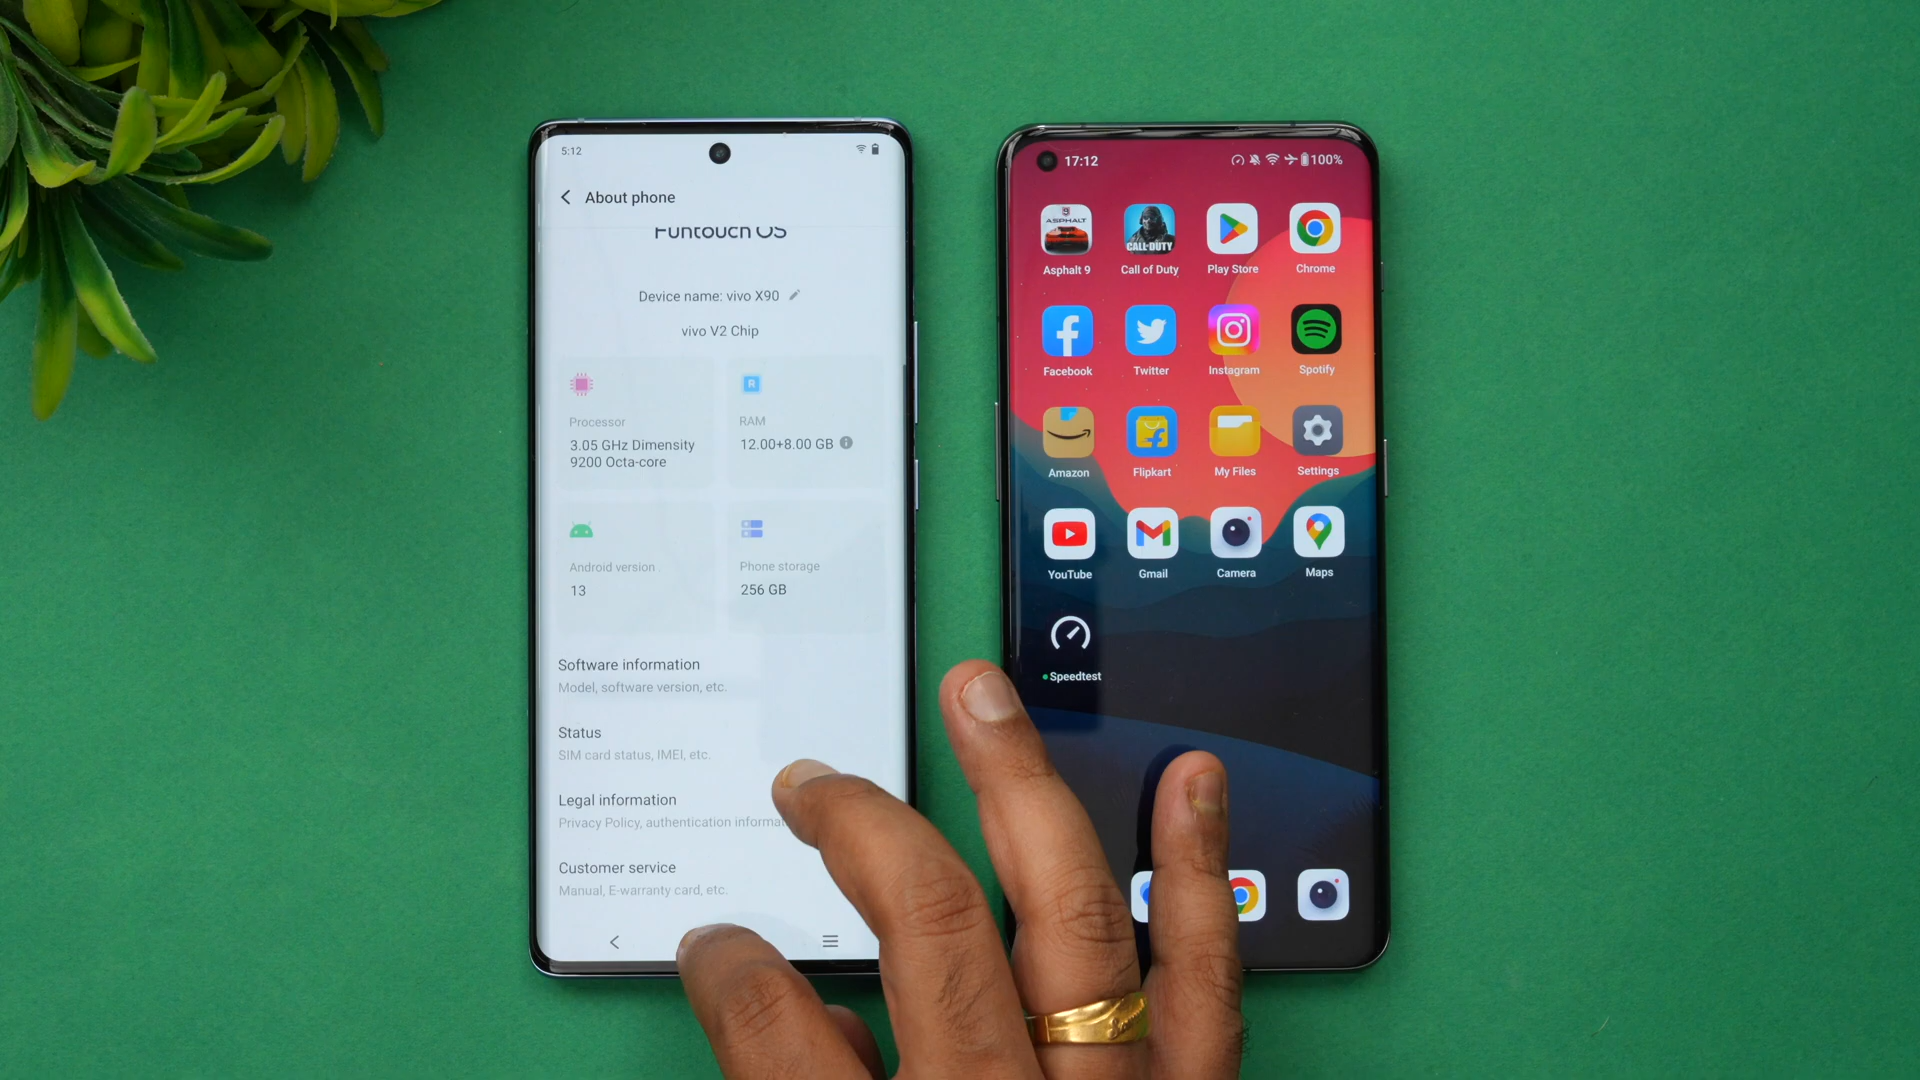 5:12
About phone
Funtouch OS
Device name: vivo X90
vivo V2 Chip
Processor
3.05 GHz Dimensity
9200 Octa-core
RAM
12.00+8.00 GB
Android version
13
Phone storage
256 GB
Software information
Model, software version, etc.
Status
SIM card status, IMEI, etc.
Legal information
Privacy Policy, authentication informa
Customer service
Manual, E-warranty card, etc.
17:12
100%
ASPHALT
CALL·DUTY
Asphalt 9
Call of Duty
Play Store
Chrome
Facebook
Twitter
Instagram
Spotify
Amazon
Flipkart
My Files
Settings
YouTube
Gmail
Camera
Maps
Speedtest